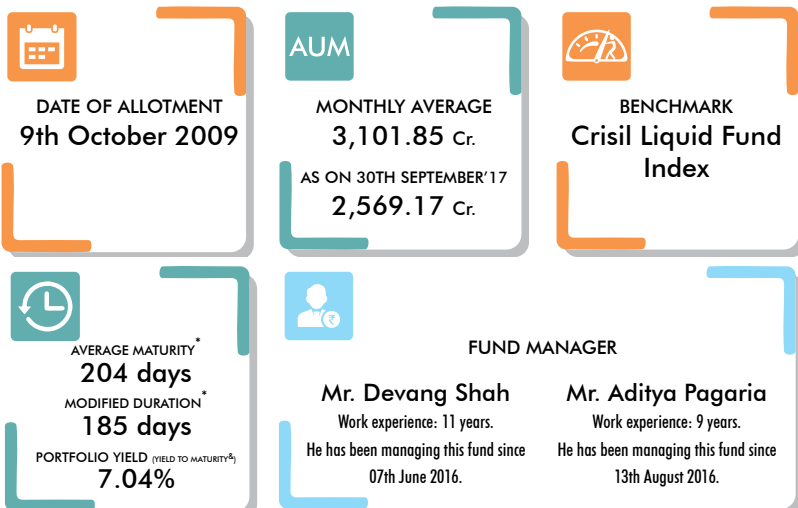 DATE OF ALLOTMENT
9th October 2009
AUM
MONTHLY AVERAGE
3,101.85 Cr.
AS ON 30TH SEPTEMBER'17
2,569.17 Cr.
BENCHMARK
Crisil Liquid Fund
Index
AVERAGE MATURITY*
204 days
MODIFIED DURATION*
185 days
PORTFOLIO YIELD (YIELD TO MATURITY&)
7.04%
₹
FUND MANAGER
Mr. Devang Shah
Work experience: 11 years.
He has been managing this fund since
07th June 2016.
Mr. Aditya Pagaria
Work experience: 9 years.
He has been managing this fund since
13th August 2016.